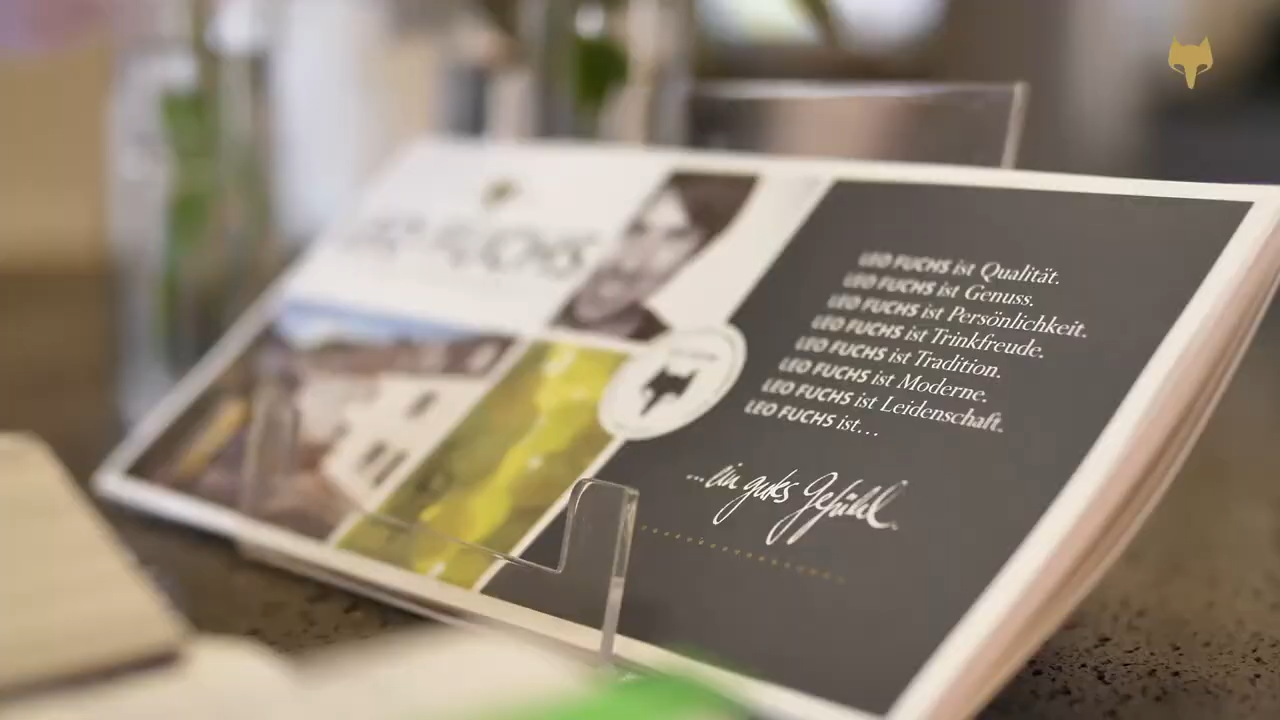 FUCHS
LEO FUCHS ist Qualität.
LEO FUCHS ist Genuss.
LEO FUCHS ist Persönlichkeit.
LEO FUCHS ist Trinkfreude.
LEO FUCHS ist Tradition.
LEO FUCHS ist Moderne.
LEO FUCHS ist Leidenschaft.
LEO FUCHS ist...
...ein gutes Gefühl.